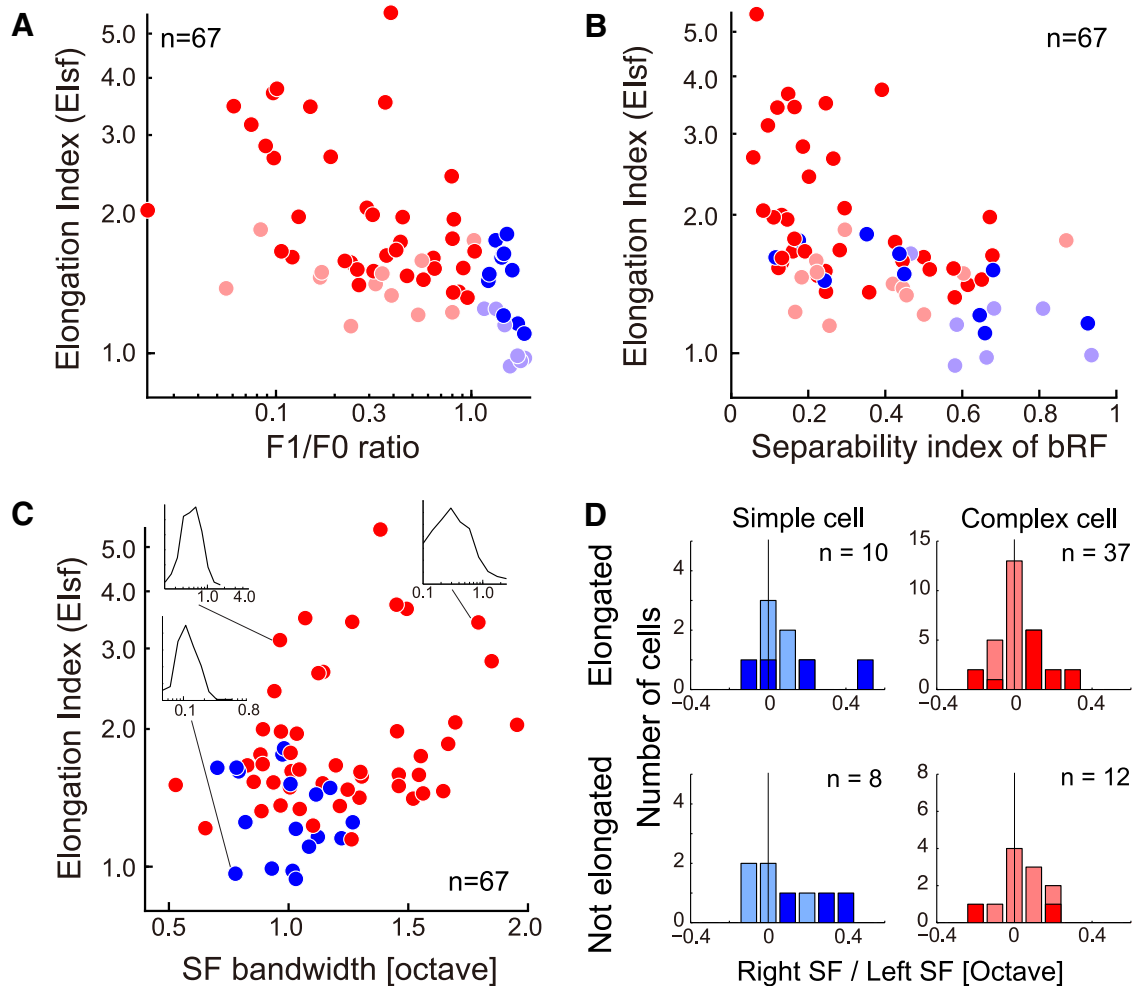 A
n=67
Elongation Index (EIsf)
5.0
4.0
3.0
2.0
1.0
0.1
0.3
1.0
F1/F0 ratio
B
n=67
Elongation Index (EIsf)
5.0
4.0
3.0
2.0
1.0
0
0.2
0.4
0.6
0.8
1
Separability index of bRF
C
Elongation Index (EIsf)
5.0
4.0
3.0
2.0
1.0
1.0
4.0
0.1
0.8
0.1
1.0
n=67
0.5
1.0
1.5
2.0
SF bandwidth [octave]
D
Simple cell
Complex cell
Elongated
Not elongated
Number of cells
n = 10
4
2
0
−0.4
0
0.4
n = 37
15
10
5
0
−0.4
0
0.4
n = 8
4
2
0
−0.4
0
0.4
n = 12
8
6
4
2
0
−0.4
0
0.4
Right SF / Left SF [Octave]